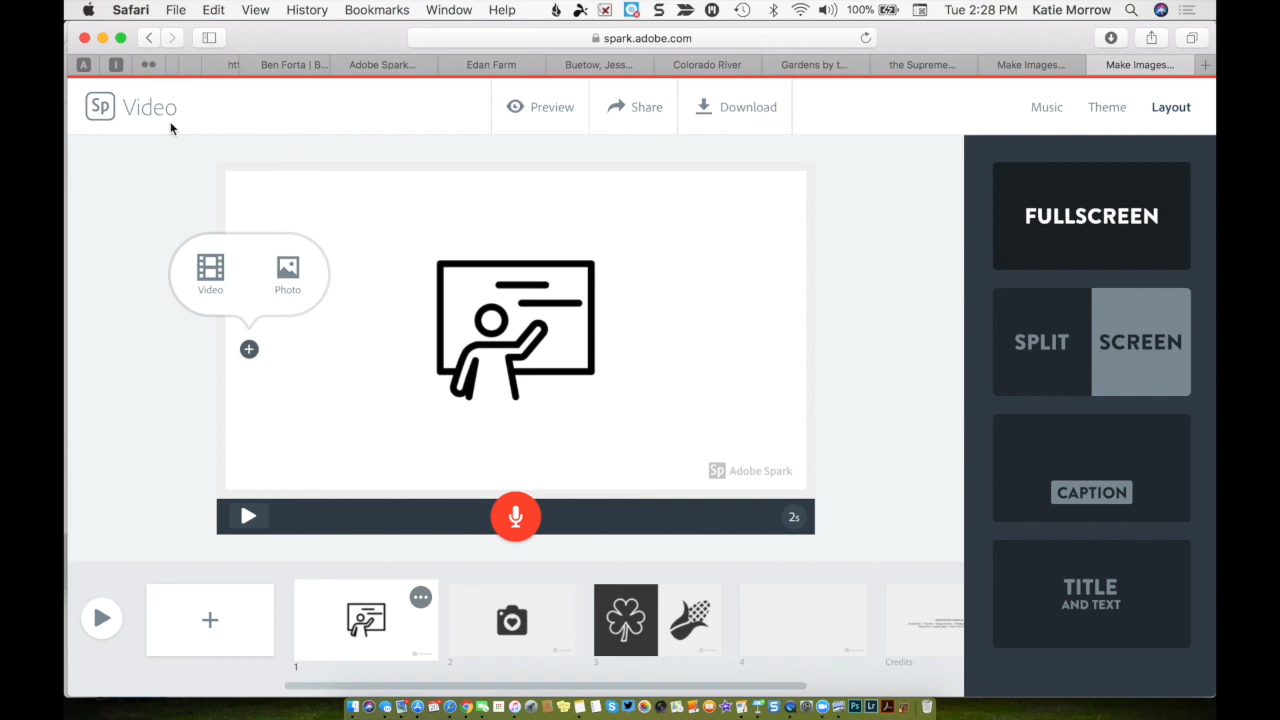 Safari File Edit View History Bookmarks Window Help 100% Tue 2:28 PM Katie Morrow
spark.adobe.com
A I htt Ben Forta | B... Adobe Spark... Edan Farm Buetow, Jess... Colorado River Gardens by t... the Supreme... Make Images... Make Images...
Sp Video Preview Share Download Music Theme Layout
FULLSCREEN
Video Photo
SPLIT SCREEN
Sp Adobe Spark
CAPTION
2s
TITLE
AND TEXT
1 2 3 4 Credits